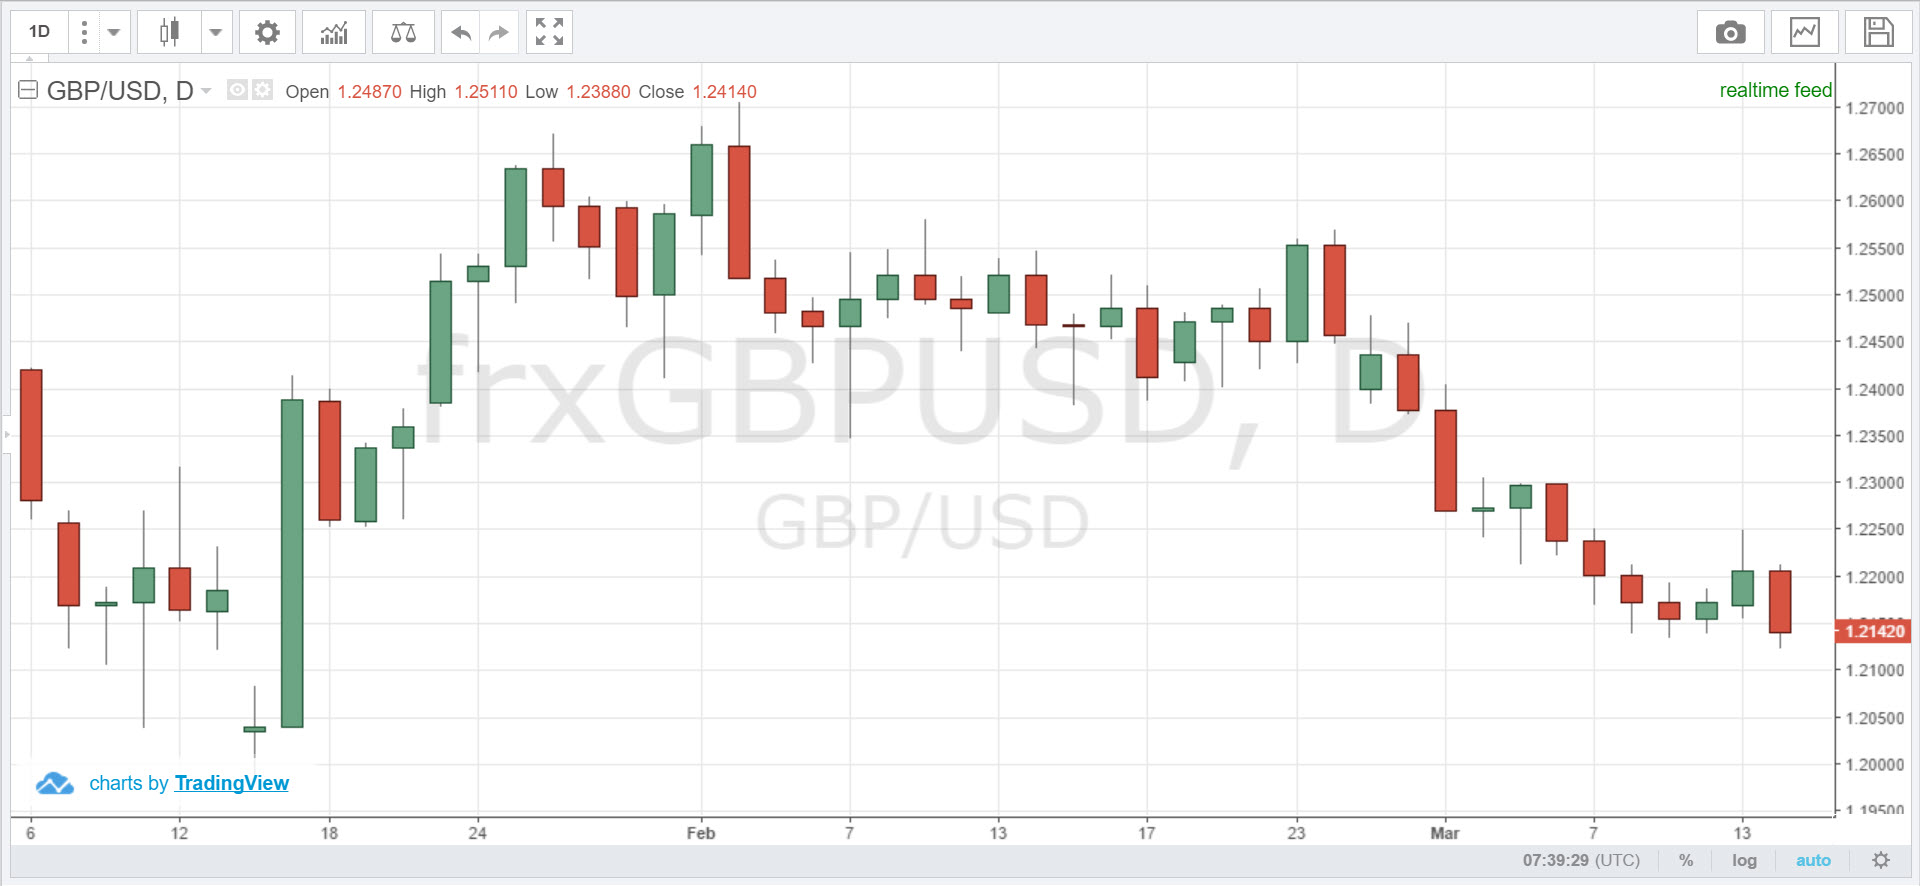 1D
GBP/USD, D Open 1.24870 High 1.25110 Low 1.23880 Close 1.24140
realtime feed
1.27000
1.26500
1.26000
1.25500
1.25000
1.24500
1.24000
1.23500
1.23000
1.22500
1.22000
1.21420
1.21000
1.20500
1.20000
1.19500
frxGBPUSD, D
GBP/USD
charts by TradingView
6 12 18 24 Feb 7 13 17 23 Mar 7 13
07:39:29 (UTC) % log auto